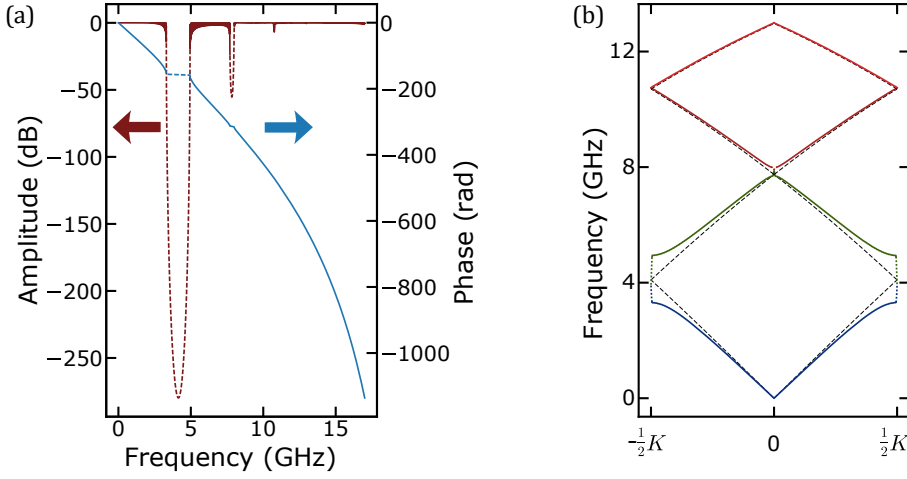 (a)
0
−50
−100
−150
−200
−250
Amplitude (dB)
0
−200
−400
−600
−800
−1000
Phase (rad)
0 5 10 15
Frequency (GHz)
(b)
12
8
4
0
Frequency (GHz)
-½K 0 ½K